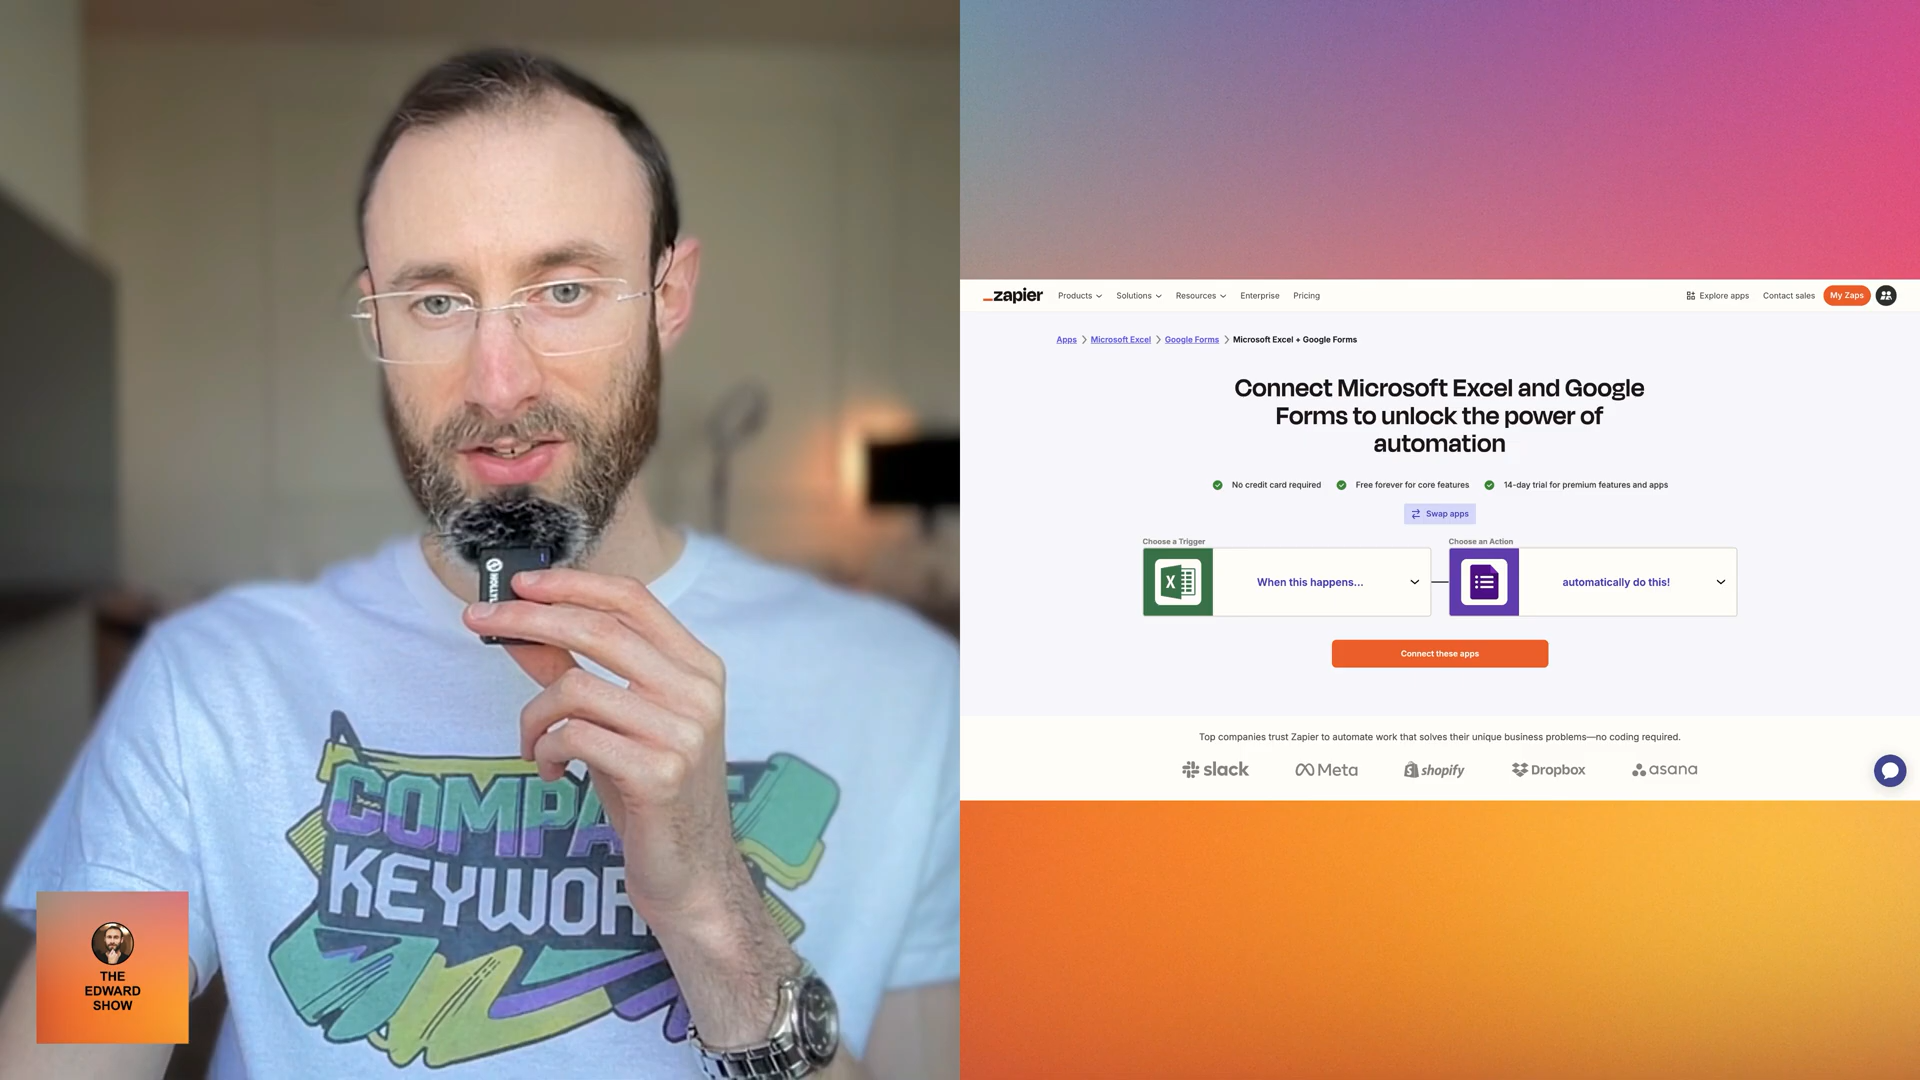 HOLLYL
COMPA
KEYWOR
THE
EDWARD
SHOW
zapier
Products
Solutions
Resources
Enterprise
Pricing
Explore apps
Contact sales
My Zaps
Apps > Microsoft Excel > Google Forms > Microsoft Excel + Google Forms
Connect Microsoft Excel and Google
Forms to unlock the power of
automation
No credit card required
Free forever for core features
14-day trial for premium features and apps
Swap apps
Choose a Trigger
When this happens...
Choose an Action
automatically do this!
Connect these apps
Top companies trust Zapier to automate work that solves their unique business problems—no coding required.
slack
Meta
shopify
Dropbox
asana